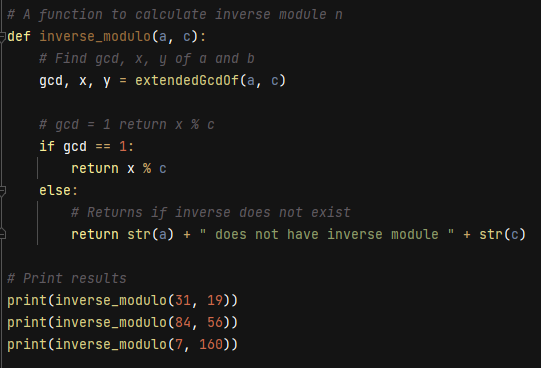 # A function to calculate inverse module n
def inverse_modulo(a, c):
    # Find gcd, x, y of a and b
    gcd, x, y = extendedGcdOf(a, c)

    # gcd = 1 return x % c
    if gcd == 1:
        return x % c
    else:
        # Returns if inverse does not exist
        return str(a) + " does not have inverse module " + str(c)

# Print results
print(inverse_modulo(31, 19))
print(inverse_modulo(84, 56))
print(inverse_modulo(7, 160))